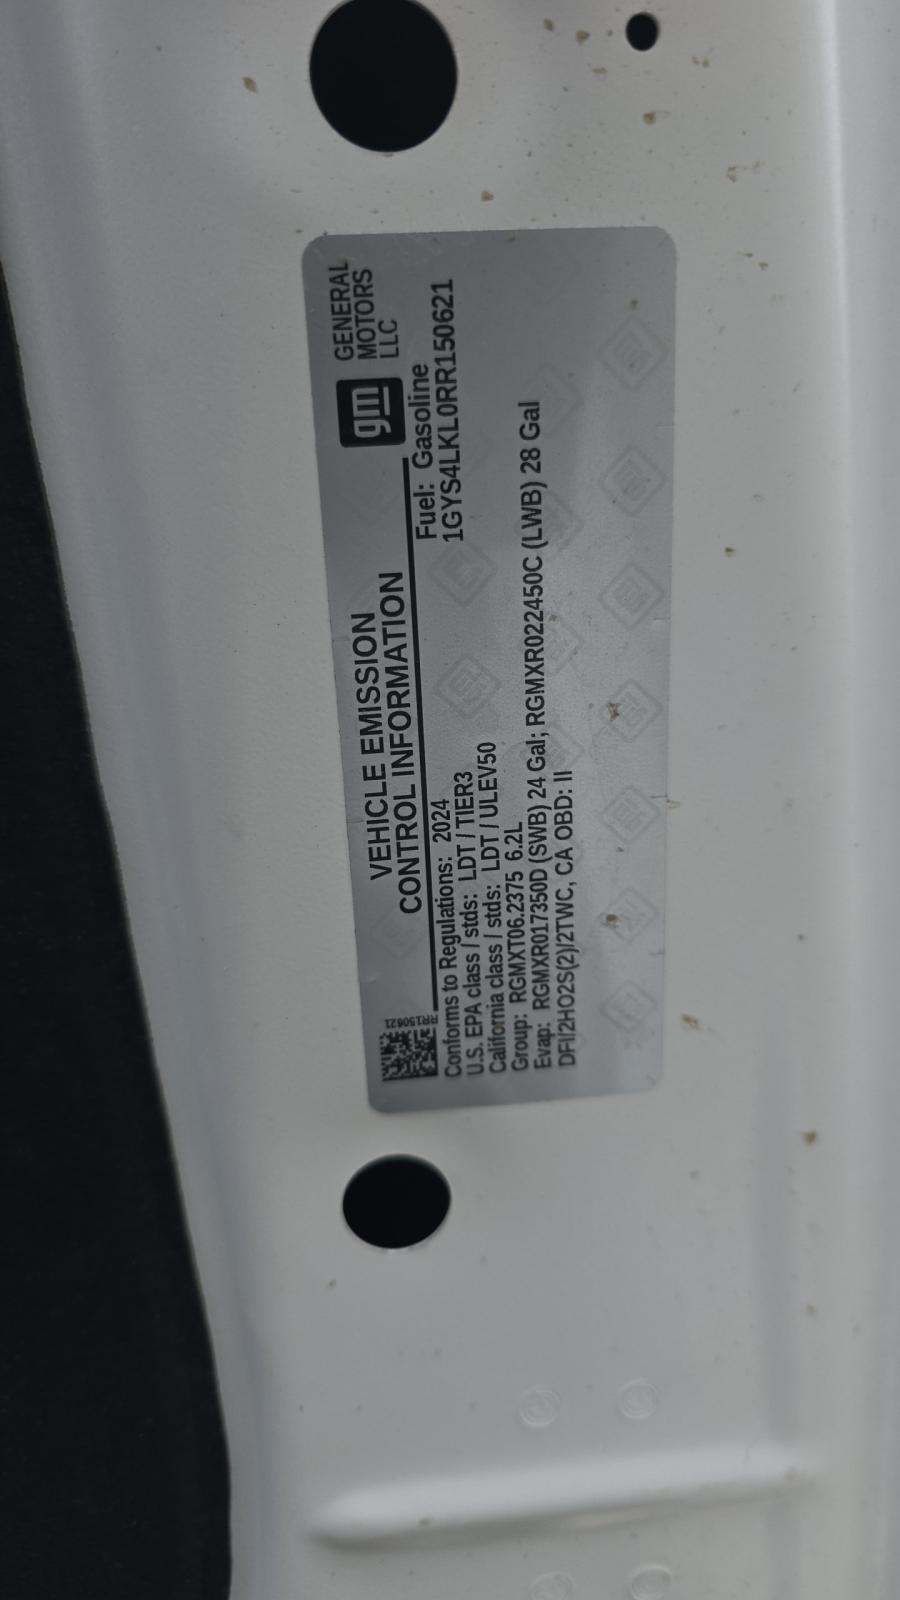 gm GENERAL
MOTORS
LLC
VEHICLE EMISSION
CONTROL INFORMATION
Fuel: Gasoline
1GYS4LKL0RR150621
RR150621
Conforms to Regulations: 2024
U.S. EPA class / stds: LDT / TIER3
California class / stds: LDT / ULEV50
Group: RGMXT06.2375 6.2L
Evap: RGMXR017350D (SWB) 24 Gal; RGMXR022450C (LWB) 28 Gal
DFI/2HO2S(2)/2TWC, CA OBD: II